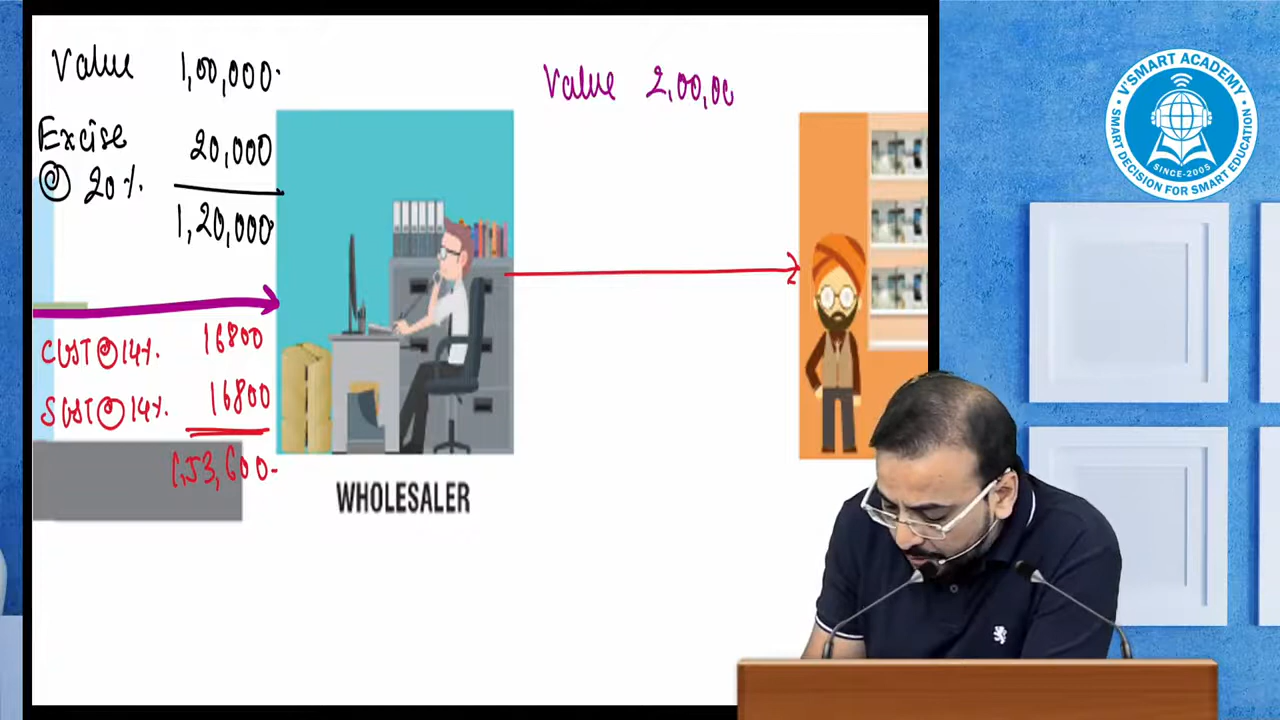 Value 1,00,000
Excise 20,000
@ 20%.
1,20,000
CGST@14%. 16800
SGST@14%. 16800
1,53,600-
WHOLESALER
Value 2,00,00
V'SMART ACADEMY
SINCE-2005
SMART DECISION FOR SMART EDUCATION